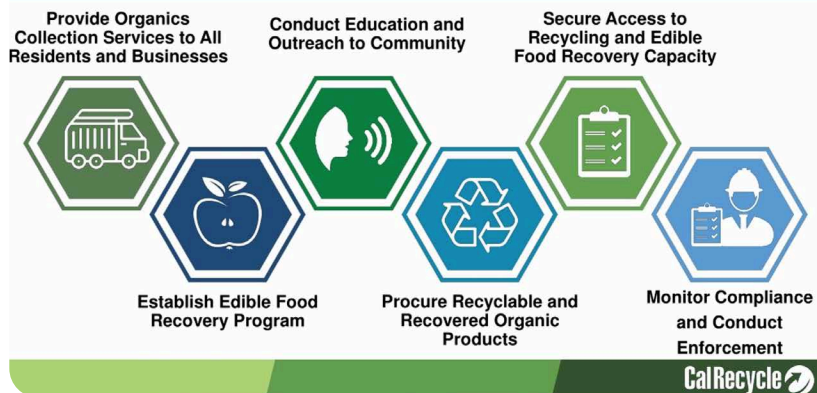 Provide Organics
Collection Services to All
Residents and Businesses
Establish Edible Food
Recovery Program
Conduct Education and
Outreach to Community
Procure Recyclable and
Recovered Organic
Products
Secure Access to
Recycling and Edible
Food Recovery Capacity
Monitor Compliance
and Conduct
Enforcement
CalRecycle